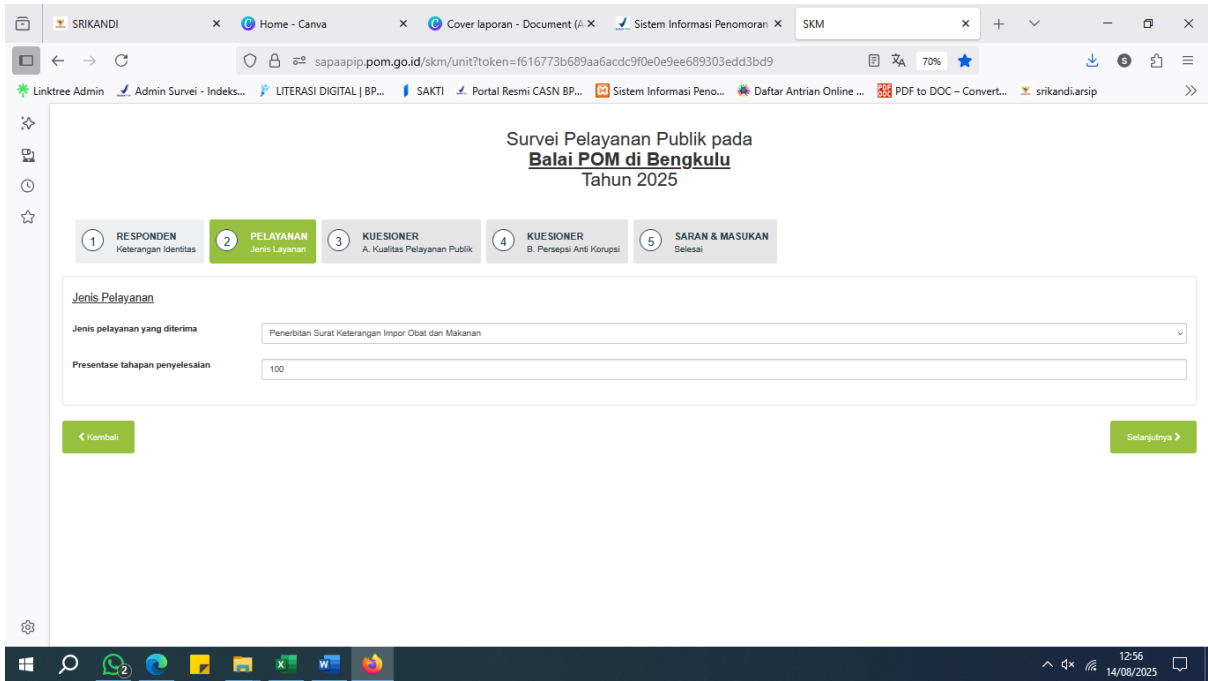 SRIKANDI
Home - Canva
Cover laporan - Document (A
Sistem Informasi Penomoran
SKM
sapaapip.pom.go.id/skm/unit?token=f616773b689aa6acdc9f0e0e9ee689303edd3bd9
70%
S
Linktree Admin
Admin Survei - Indeks...
LITERASI DIGITAL | BP...
SAKTI
Portal Resmi CASN BP...
Sistem Informasi Peno...
Daftar Antrian Online ...
PDF to DOC – Convert...
srikandi.arsip
Survei Pelayanan Publik pada
Balai POM di Bengkulu
Tahun 2025
1 RESPONDEN
Keterangan Identitas
2 PELAYANAN
Jenis Layanan
3 KUESIONER
A. Kualitas Pelayanan Publik
4 KUESIONER
B. Persepsi Anti Korupsi
5 SARAN & MASUKAN
Selesai
Jenis Pelayanan
Jenis pelayanan yang diterima
Penerbitan Surat Keterangan Impor Obat dan Makanan
Presentase tahapan penyelesaian
100
Kembali
Selanjutnya
2
12:56
14/08/2025